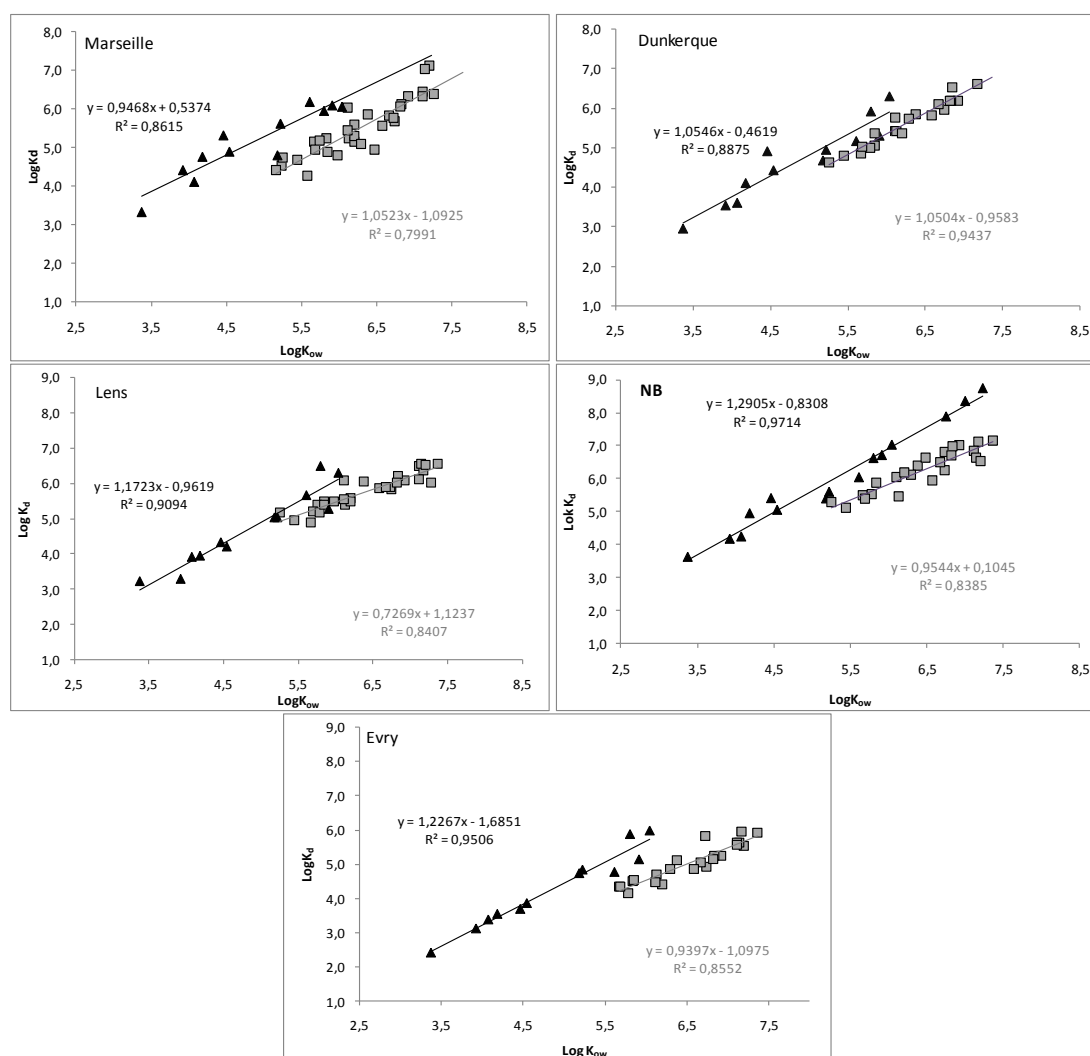 Marseille
8,0
7,0
6,0
5,0
4,0
3,0
2,0
1,0
LogKd
y = 0,9468x + 0,5374
R² = 0,8615
y = 1,0523x - 1,0925
R² = 0,7991
2,5 3,5 4,5 5,5 6,5 7,5 8,5
LogKow
Dunkerque
8,0
7,0
6,0
5,0
4,0
3,0
2,0
1,0
LogKd
y = 1,0546x - 0,4619
R² = 0,8875
y = 1,0504x - 0,9583
R² = 0,9437
2,5 3,5 4,5 5,5 6,5 7,5 8,5
LogKow
Lens
9,0
8,0
7,0
6,0
5,0
4,0
3,0
2,0
1,0
Log Kd
y = 1,1723x - 0,9619
R² = 0,9094
y = 0,7269x + 1,1237
R² = 0,8407
2,5 3,5 4,5 5,5 6,5 7,5 8,5
LogKow
NB
9,0
8,0
7,0
6,0
5,0
4,0
3,0
2,0
1,0
Lok Kd
y = 1,2905x - 0,8308
R² = 0,9714
y = 0,9544x + 0,1045
R² = 0,8385
2,5 3,5 4,5 5,5 6,5 7,5 8,5
LogKow
Evry
9,0
8,0
7,0
6,0
5,0
4,0
3,0
2,0
1,0
0,0
LogKd
y = 1,2267x - 1,6851
R² = 0,9506
y = 0,9397x - 1,0975
R² = 0,8552
2,5 3,5 4,5 5,5 6,5 7,5
Log Kow